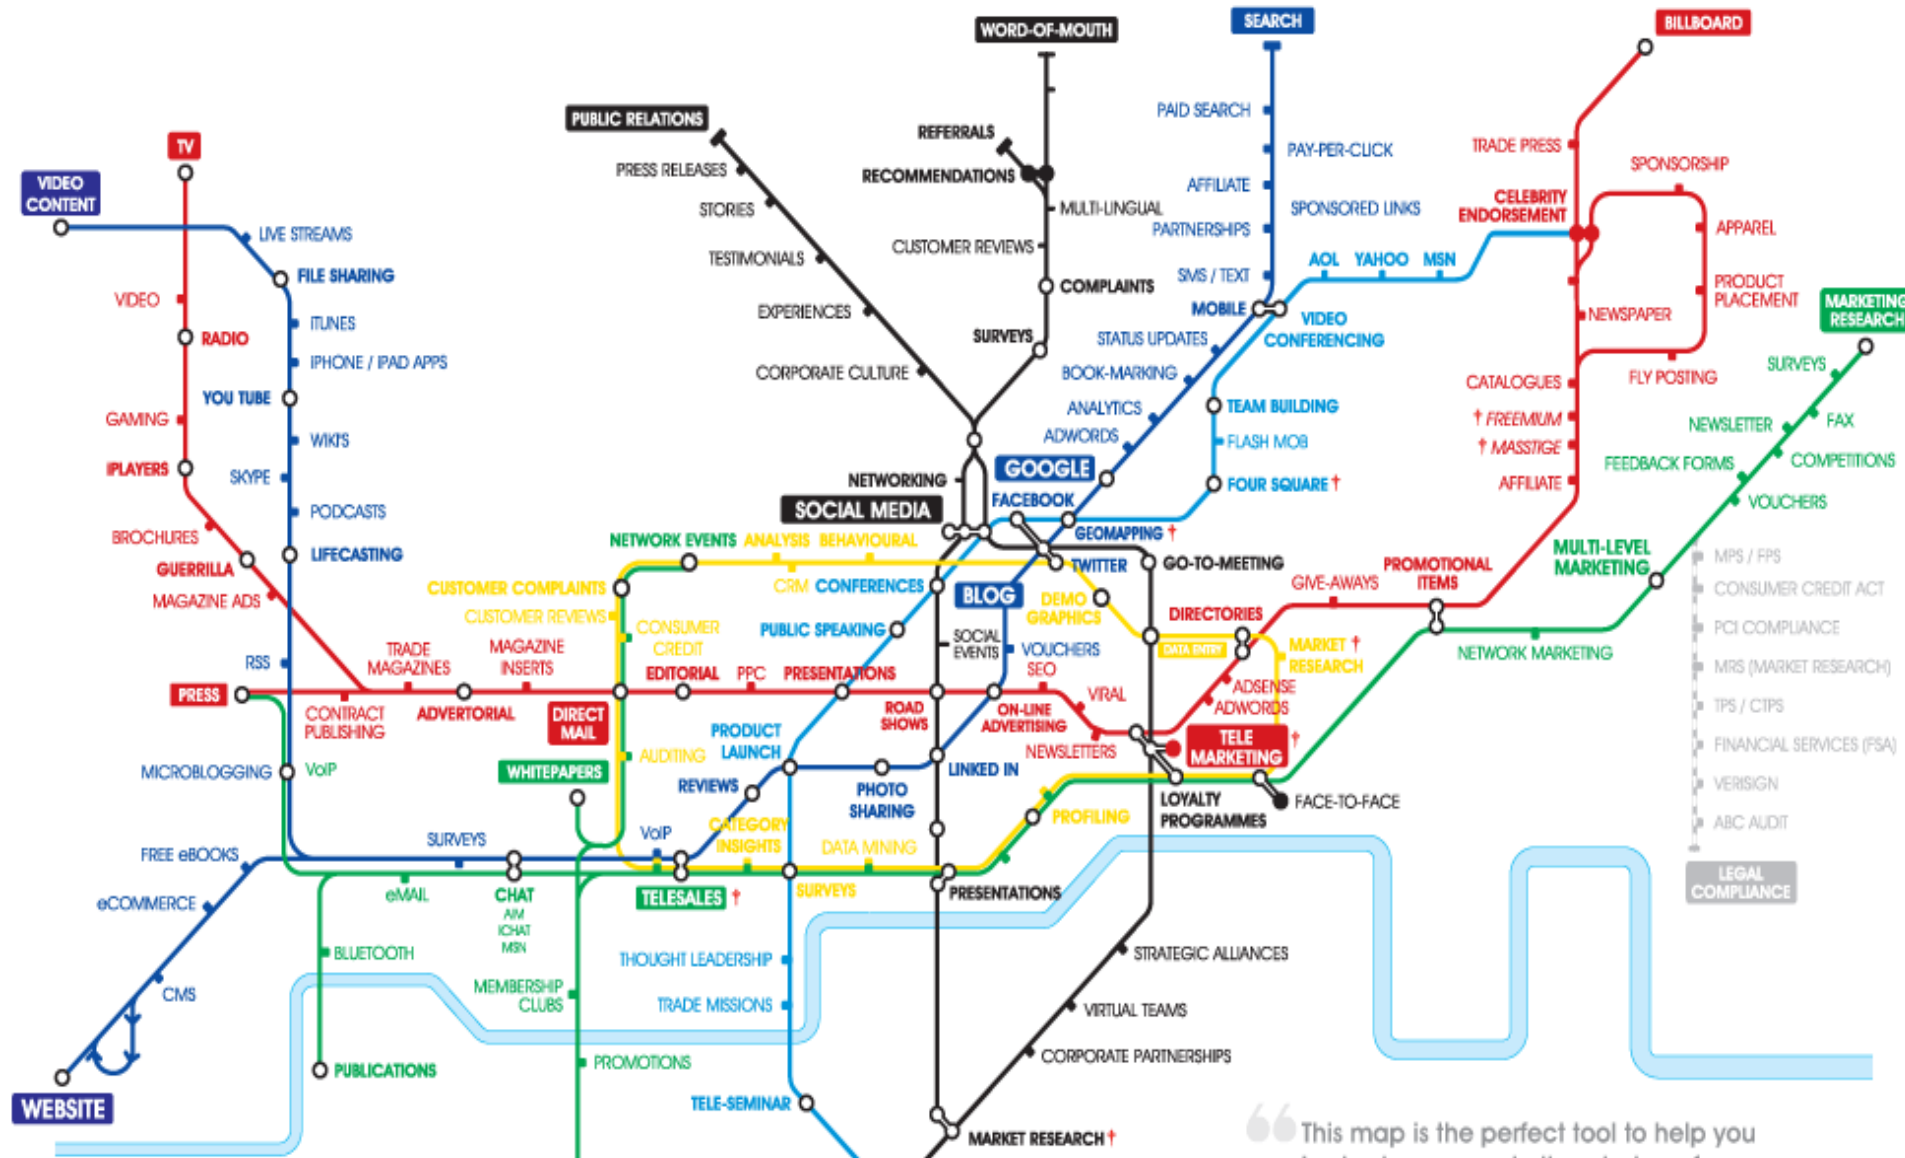 WORD-OF-MOUTH
SEARCH
BILLBOARD
PUBLIC RELATIONS
TV
VIDEO
CONTENT
LIVE STREAMS
FILE SHARING
VIDEO
RADIO
ITUNES
IPHONE / IPAD APPS
YOU TUBE
GAMING
WIKI'S
IPLAYERS
SKYPE
PODCASTS
BROCHURES
LIFECASTING
GUERRILLA
MAGAZINE ADS
RSS
TRADE
MAGAZINES
MAGAZINE
INSERTS
PRESS
CONTRACT
PUBLISHING
ADVERTORIAL
DIRECT
MAIL
EDITORIAL
PPC
PRESENTATIONS
MICROBLOGGING
VoIP
WHITEPAPERS
FREE eBOOKS
SURVEYS
eCOMMERCE
eMAIL
CHAT
AIM
ICHAT
MSN
BLUETOOTH
CMS
MEMBERSHIP
CLUBS
PUBLICATIONS
PROMOTIONS
WEBSITE
PRESS RELEASES
STORIES
TESTIMONIALS
EXPERIENCES
CORPORATE CULTURE
REFERRALS
RECOMMENDATIONS
MULTI-LINGUAL
CUSTOMER REVIEWS
COMPLAINTS
SURVEYS
NETWORKING
SOCIAL MEDIA
PAID SEARCH
PAY-PER-CLICK
AFFILIATE
SPONSORED LINKS
PARTNERSHIPS
SMS / TEXT
MOBILE
AOL
YAHOO
MSN
VIDEO
CONFERENCING
STATUS UPDATES
BOOK-MARKING
ANALYTICS
ADWORDS
TEAM BUILDING
FLASH MOB
GOOGLE
FOUR SQUARE †
FACEBOOK
GEOMAPPING †
TWITTER
GO-TO-MEETING
NETWORK EVENTS
ANALYSIS
BEHAVIOURAL
CUSTOMER COMPLAINTS
CRM
CONFERENCES
CUSTOMER REVIEWS
CONSUMER
CREDIT
PUBLIC SPEAKING
BLOG
DEMO
GRAPHICS
DIRECTORIES
SOCIAL
EVENTS
VOUCHERS
DATA ENTRY
MARKET †
RESEARCH
SEO
VIRAL
ADSENSE
ADWORDS
ROAD
SHOWS
ON-LINE
ADVERTISING
NEWSLETTERS
TELE
MARKETING
†
PRODUCT
LAUNCH
AUDITING
REVIEWS
PHOTO
SHARING
LINKED IN
LOYALTY
PROGRAMMES
FACE-TO-FACE
VoIP
CATEGORY
INSIGHTS
DATA MINING
PROFILING
TELESALES †
SURVEYS
PRESENTATIONS
THOUGHT LEADERSHIP
TRADE MISSIONS
TELE-SEMINAR
STRATEGIC ALLIANCES
VIRTUAL TEAMS
CORPORATE PARTNERSHIPS
MARKET RESEARCH †
TRADE PRESS
SPONSORSHIP
CELEBRITY
ENDORSEMENT
APPAREL
PRODUCT
PLACEMENT
NEWSPAPER
FLY POSTING
CATALOGUES
† FREEMIUM
† MASSTIGE
AFFILIATE
MARKETING
RESEARCH
SURVEYS
FAX
NEWSLETTER
COMPETITIONS
FEEDBACK FORMS
VOUCHERS
MULTI-LEVEL
MARKETING
PROMOTIONAL
ITEMS
GIVE-AWAYS
NETWORK MARKETING
MPS / FPS
CONSUMER CREDIT ACT
PCI COMPLIANCE
MRS (MARKET RESEARCH)
TPS / CTPS
FINANCIAL SERVICES (FSA)
VERISIGN
ABC AUDIT
LEGAL
COMPLIANCE
“ This map is the perfect tool to help you